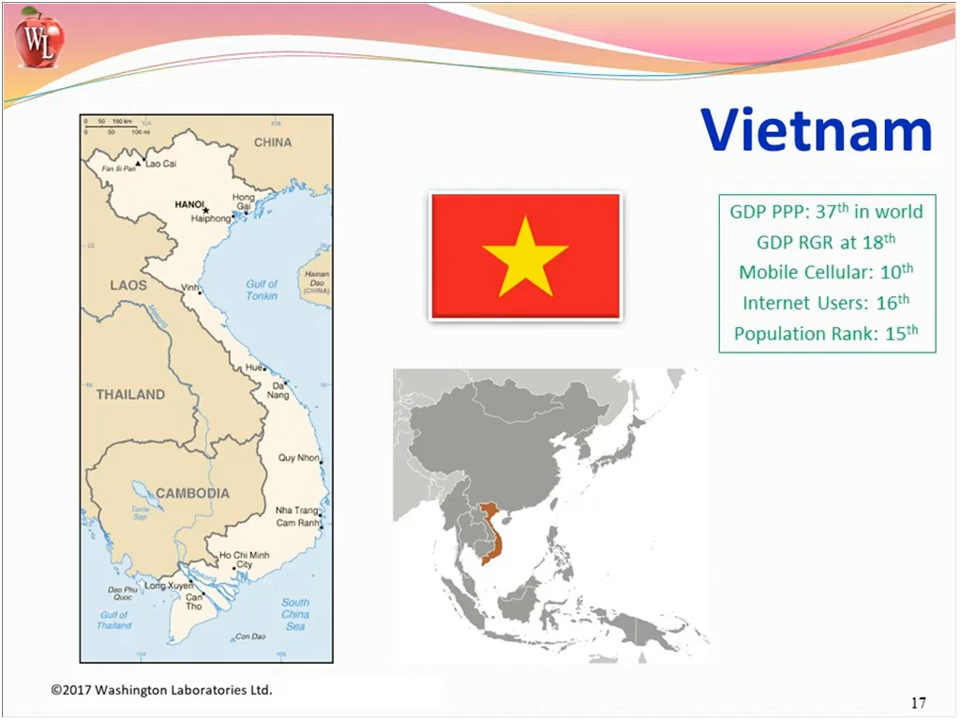 WL
Vietnam
0 50 100 km
0 50 100 mi
CHINA
Lao Cai
Fan Si Pan
HANOI
Hong
Gai
Haiphong
LAOS
Vinh
Gulf of
Tonkin
Hainan
Dao
(CHINA)
Mekong
Hue
Da
Nang
THAILAND
Quy Nhon
CAMBODIA
Tonle
Sap
Nha Trang
Cam Ranh
Ho Chi Minh
City
Mekong
Long Xuyen
Can
Tho
Dao Phu
Quoc
Gulf of
Thailand
South
China
Sea
Con Dao
GDP PPP: 37th in world
GDP RGR at 18th
Mobile Cellular: 10th
Internet Users: 16th
Population Rank: 15th
©2017 Washington Laboratories Ltd.
17